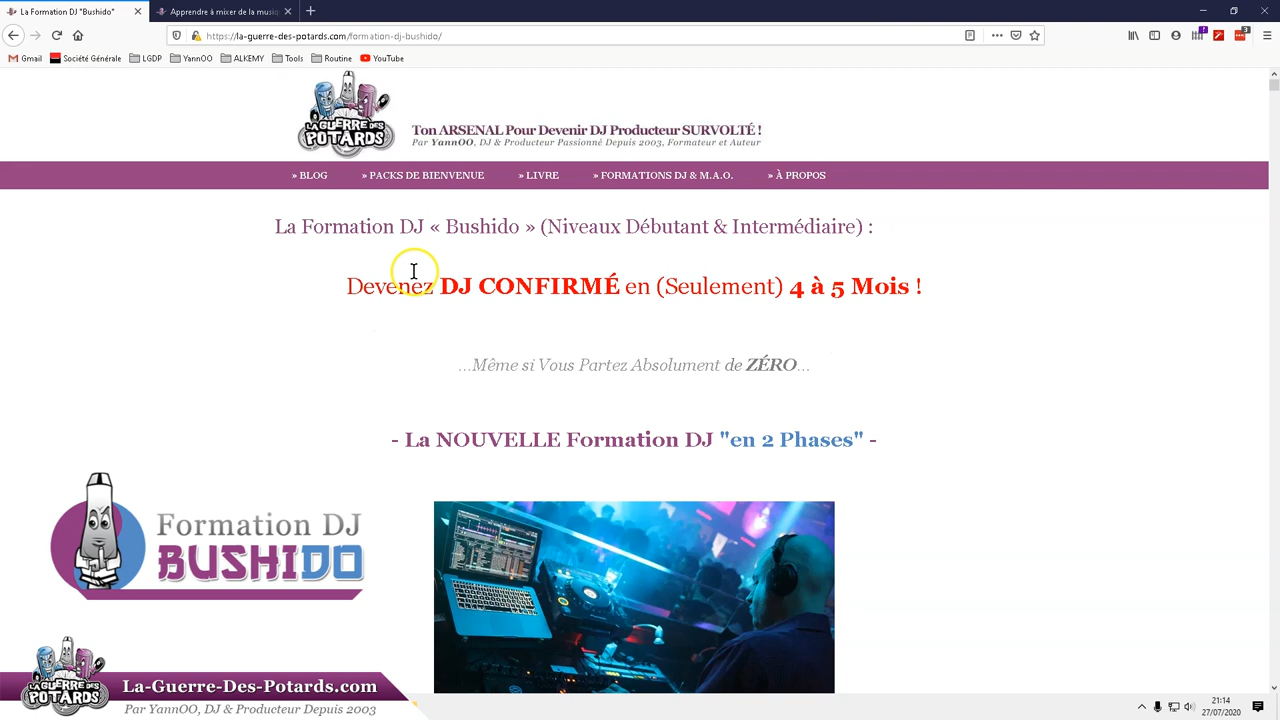 La Formation DJ "Bushido"
Apprendre à mixer de la musiq
https://la-guerre-des-potards.com/formation-dj-bushido/
Gmail
Société Générale
LGDP
YannOO
ALKEMY
Tools
Routine
YouTube
LA GUERRE DES POTARDS
Ton ARSENAL Pour Devenir DJ Producteur SURVOLTÉ !
Par YannOO, DJ & Producteur Passionné Depuis 2003, Formateur et Auteur
» BLOG
» PACKS DE BIENVENUE
» LIVRE
» FORMATIONS DJ & M.A.O.
» À PROPOS
La Formation DJ « Bushido » (Niveaux Débutant & Intermédiaire) :
Devenez DJ CONFIRMÉ en (Seulement) 4 à 5 Mois !
...Même si Vous Partez Absolument de ZÉRO...
- La NOUVELLE Formation DJ "en 2 Phases" -
Formation DJ
BUSHIDO
LA GUERRE DES POTARDS
La-Guerre-Des-Potards.com
Par YannOO, DJ & Producteur Depuis 2003
21:14
27/07/2020